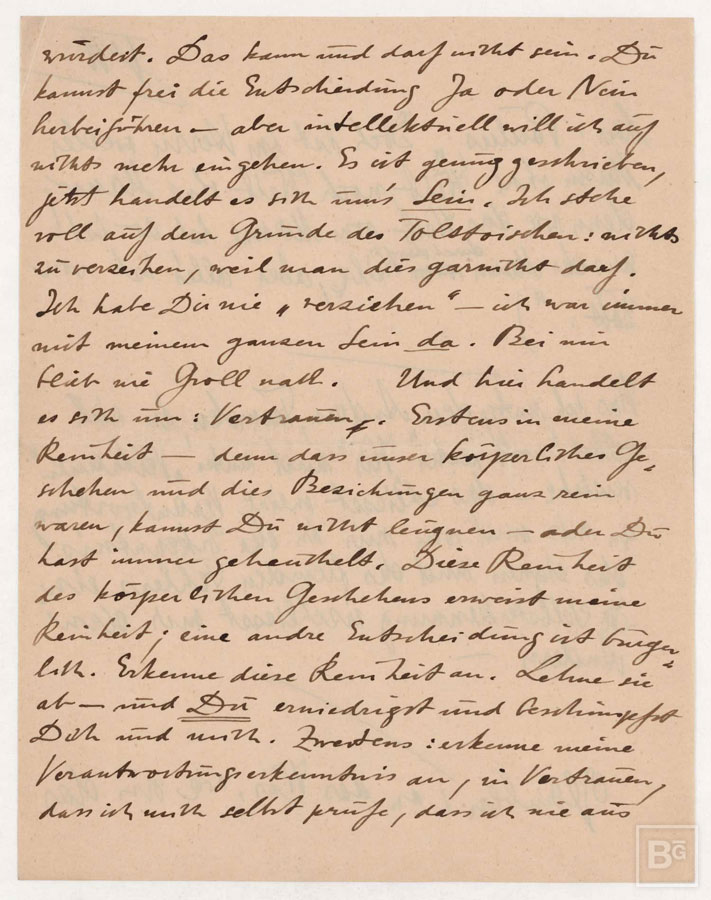 würdest. Das kann und darf nicht sein. Du
kannst frei die Entscheidung Ja oder Nein
herbeiführen – aber intellektuell will ich auf
nichts mehr eingehen. Es ist genug geschrieben,
jetzt handelt es sich um's Sein. Ich stehe
voll auf dem Grunde des Tolstoischen: nichts
zu verzeihen, weil man dies garnicht darf.
Ich habe Dir nie „verziehen“ – ich war immer
mit meinem ganzen Sein da. Bei mir
blieb nie Groll nach. Und hier handelt
es sich um: Vertrauen. Erstens in meine
Reinheit – denn dass unser körperliches Ge-
schehen und dies Beziehungen ganz rein
waren, kannst Du nicht leugnen – oder Du
hast immer geheuchelt. Diese Reinheit
des körperlichen Geschehens erweist meine
Reinheit; eine andre Entscheidung ist bürger-
lich. Erkenne diese Reinheit an. Lehne sie
ab – und Du erniedrigst und beschimpfst
Dich und mich. Zweitens: erkenne meine
Verantwortungserkenntnis an, in Vertrauen,
dass ich mich selbst prüfe, dass ich nie aus
BG